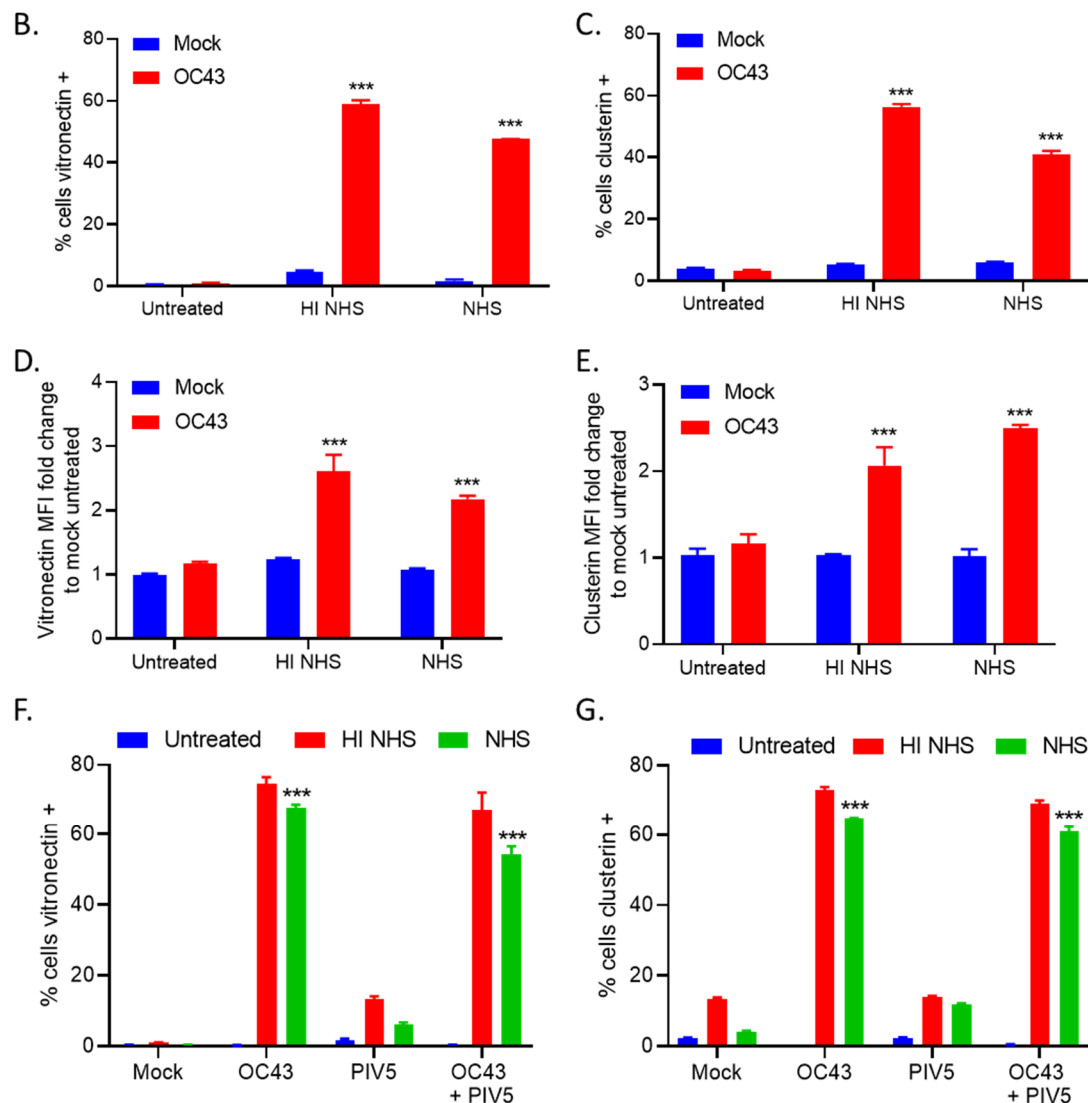 B.
% cells vitronectin +
80
60
40
20
0
Mock
OC43
***
***
Untreated
HI NHS
NHS
C.
% cells clusterin +
80
60
40
20
0
Mock
OC43
***
***
Untreated
HI NHS
NHS
D.
Vitronectin MFI fold change
to mock untreated
4
3
2
1
0
Mock
OC43
***
***
Untreated
HI NHS
NHS
E.
Clusterin MFI fold change
to mock untreated
3
2
1
0
Mock
OC43
***
***
Untreated
HI NHS
NHS
F.
Untreated
HI NHS
NHS
% cells vitronectin +
80
60
40
20
0
***
***
Mock
OC43
PIV5
OC43
+ PIV5
G.
Untreated
HI NHS
NHS
% cells clusterin +
80
60
40
20
0
***
***
Mock
OC43
PIV5
OC43
+ PIV5